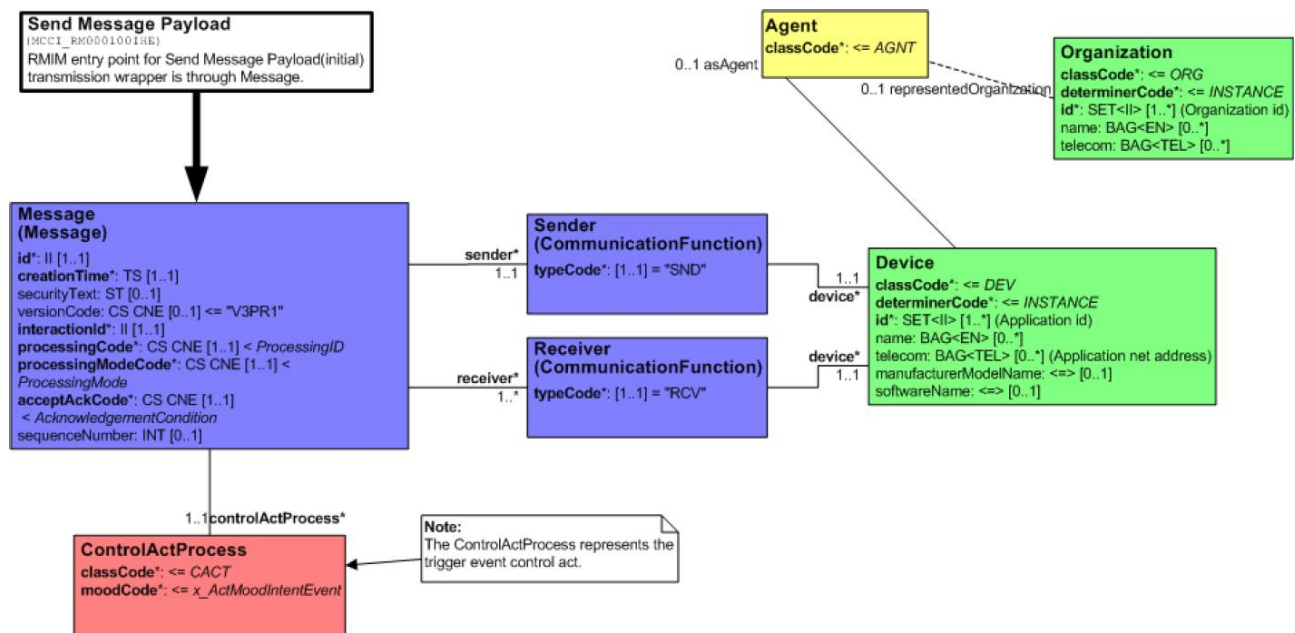 Send Message Payload
(MCCI_RM000100IHE)
RMIM entry point for Send Message Payload(initial)
transmission wrapper is through Message.
Agent
classCode*: <= AGNT
0..1 asAgent
0..1 representedOrganization
Organization
classCode*: <= ORG
determinerCode*: <= INSTANCE
id*: SET<II> [1..*] (Organization id)
name: BAG<EN> [0..*]
telecom: BAG<TEL> [0..*]
Message
(Message)
id*: II [1..1]
creationTime*: TS [1..1]
securityText: ST [0..1]
versionCode: CS CNE [0..1] <= "V3PR1"
interactionId*: II [1..1]
processingCode*: CS CNE [1..1] < ProcessingID
processingModeCode*: CS CNE [1..1] <
ProcessingMode
acceptAckCode*: CS CNE [1..1]
< AcknowledgementCondition
sequenceNumber: INT [0..1]
sender*
1..1
Sender
(CommunicationFunction)
typeCode*: [1..1] = "SND"
1..1
device*
receiver*
1..*
Receiver
(CommunicationFunction)
typeCode*: [1..1] = "RCV"
device*
1..1
Device
classCode*: <= DEV
determinerCode*: <= INSTANCE
id*: SET<II> [1..*] (Application id)
name: BAG<EN> [0..*]
telecom: BAG<TEL> [0..*] (Application net address)
manufacturerModelName: <=> [0..1]
softwareName: <=> [0..1]
1..1controlActProcess*
ControlActProcess
classCode*: <= CACT
moodCode*: <= x_ActMoodIntentEvent
Note:
The ControlActProcess represents the
trigger event control act.